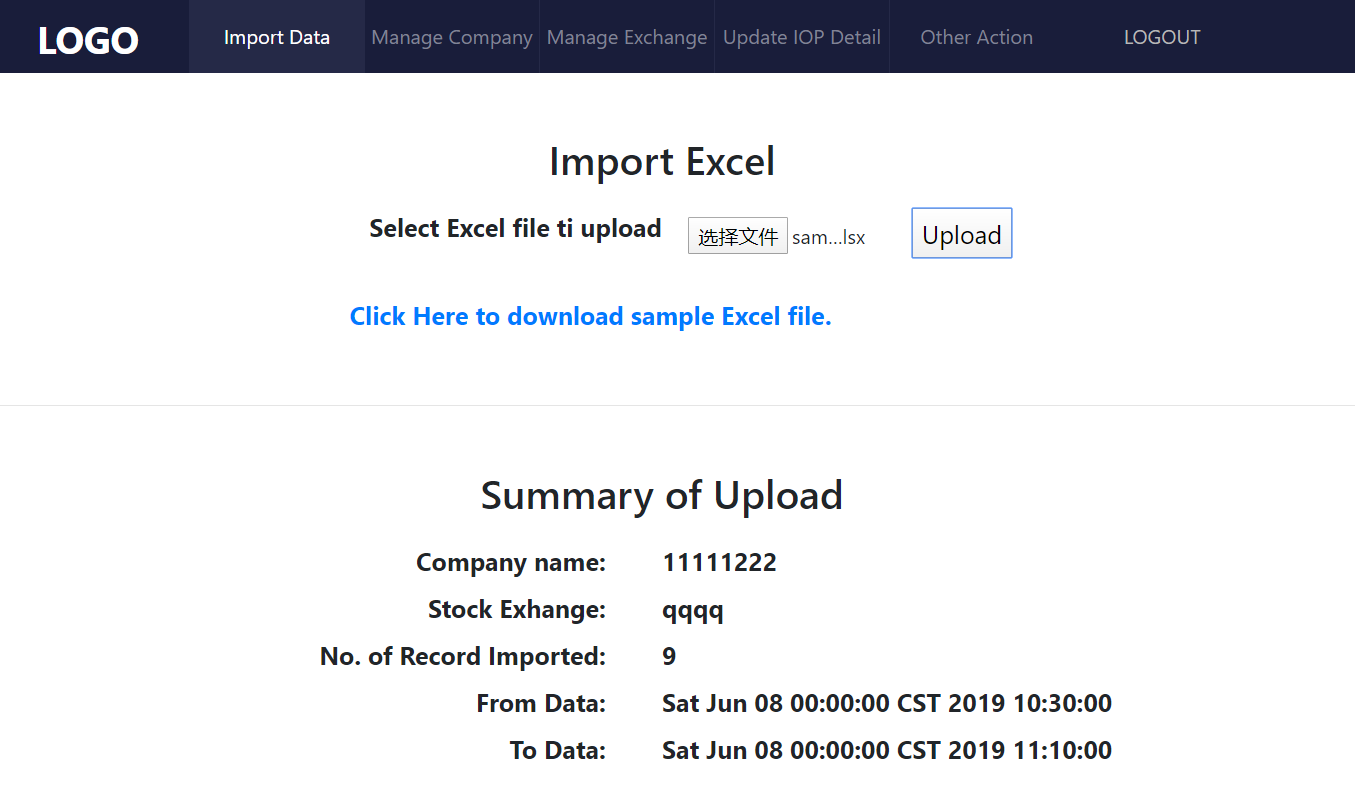 LOGO Import Data Manage Company Manage Exchange Update IOP Detail Other Action LOGOUT
Import Excel
Select Excel file ti upload 选择文件 sam...lsx Upload
Click Here to download sample Excel file.
Summary of Upload
Company name: 11111222
Stock Exhange: qqqq
No. of Record Imported: 9
From Data: Sat Jun 08 00:00:00 CST 2019 10:30:00
To Data: Sat Jun 08 00:00:00 CST 2019 11:10:00